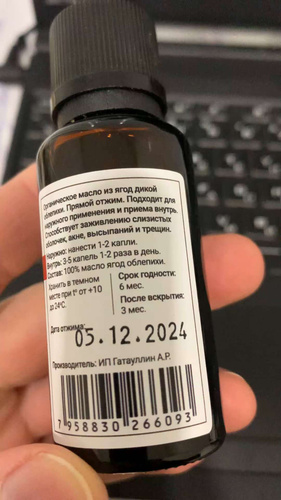 Органическое масло из ягод дикой
облепихи. Прямой отжим. Подходит для
наружного применения и приема внутрь.
Способствует заживлению слизистых
оболочек, акне, высыпаний и трещин.
Наружно: нанести 1-2 капли.
Внутрь: 3-5 капель 1-2 раза в день.
Состав: 100% масло ягод облепихи.
Хранить в темном
месте при t° от +10
до 24°C.
Срок годности:
6 мес.
После вскрытия:
3 мес.
Дата отжима:
05.12.2024
Производитель: ИП Гатауллин А.Р.
7 958830 266093